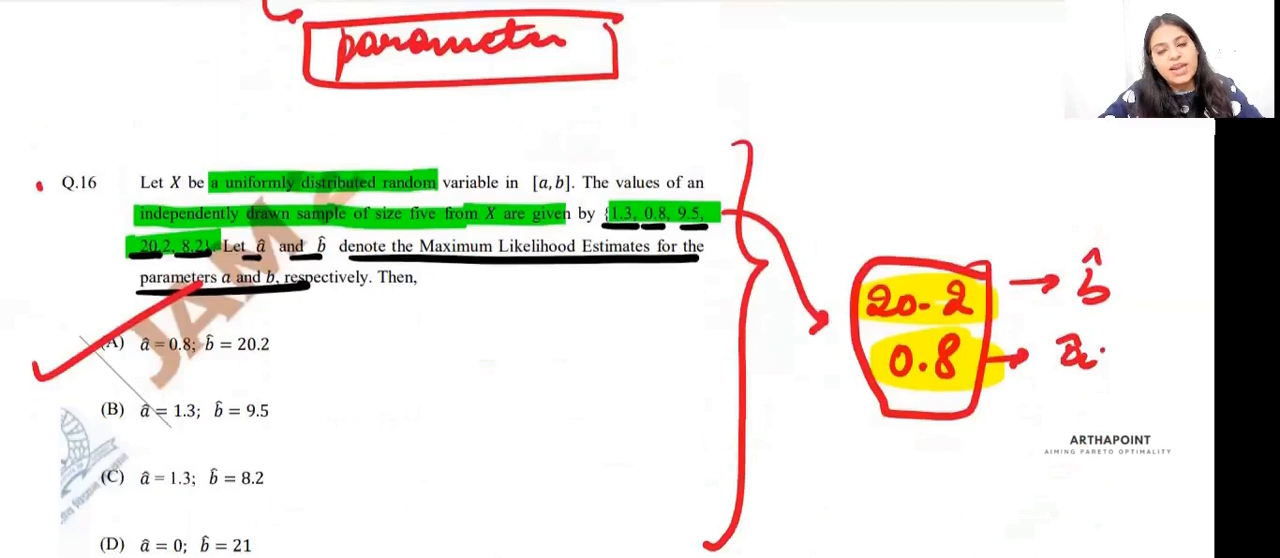 parameter
Q.16 Let X be a uniformly distributed random variable in [a, b]. The values of an
independently drawn sample of size five from X are given by {1.3, 0.8, 9.5,
20.2, 8.2}. Let â and b̂ denote the Maximum Likelihood Estimates for the
parameters a and b, respectively. Then,
(A) â = 0.8; b̂ = 20.2
(B) â = 1.3; b̂ = 9.5
(C) â = 1.3; b̂ = 8.2
(D) â = 0; b̂ = 21
20.2 → b̂
0.8 → â
ARTHAPOINT
AIMING PARETO OPTIMALITY
JAM